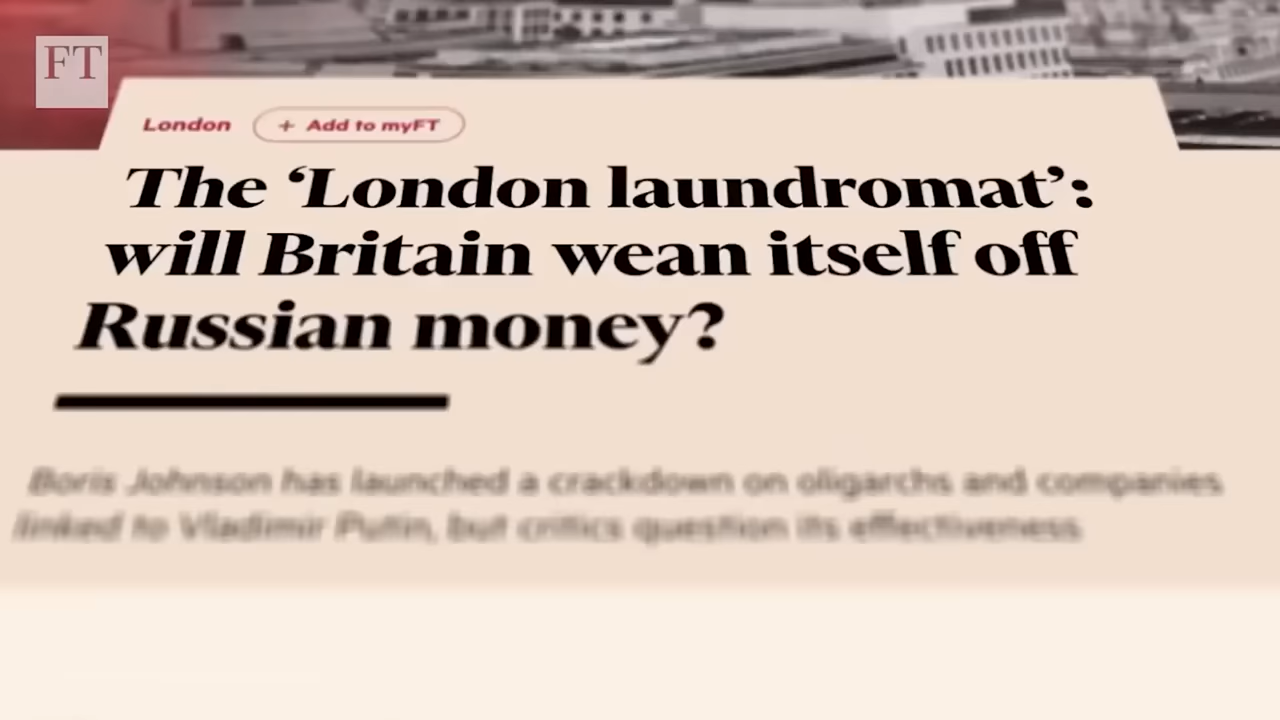 FT
London + Add to myFT
The ‘London laundromat’:
will Britain wean itself off
Russian money?
Boris Johnson has launched a crackdown on oligarchs and companies
linked to Vladimir Putin, but critics question its effectiveness